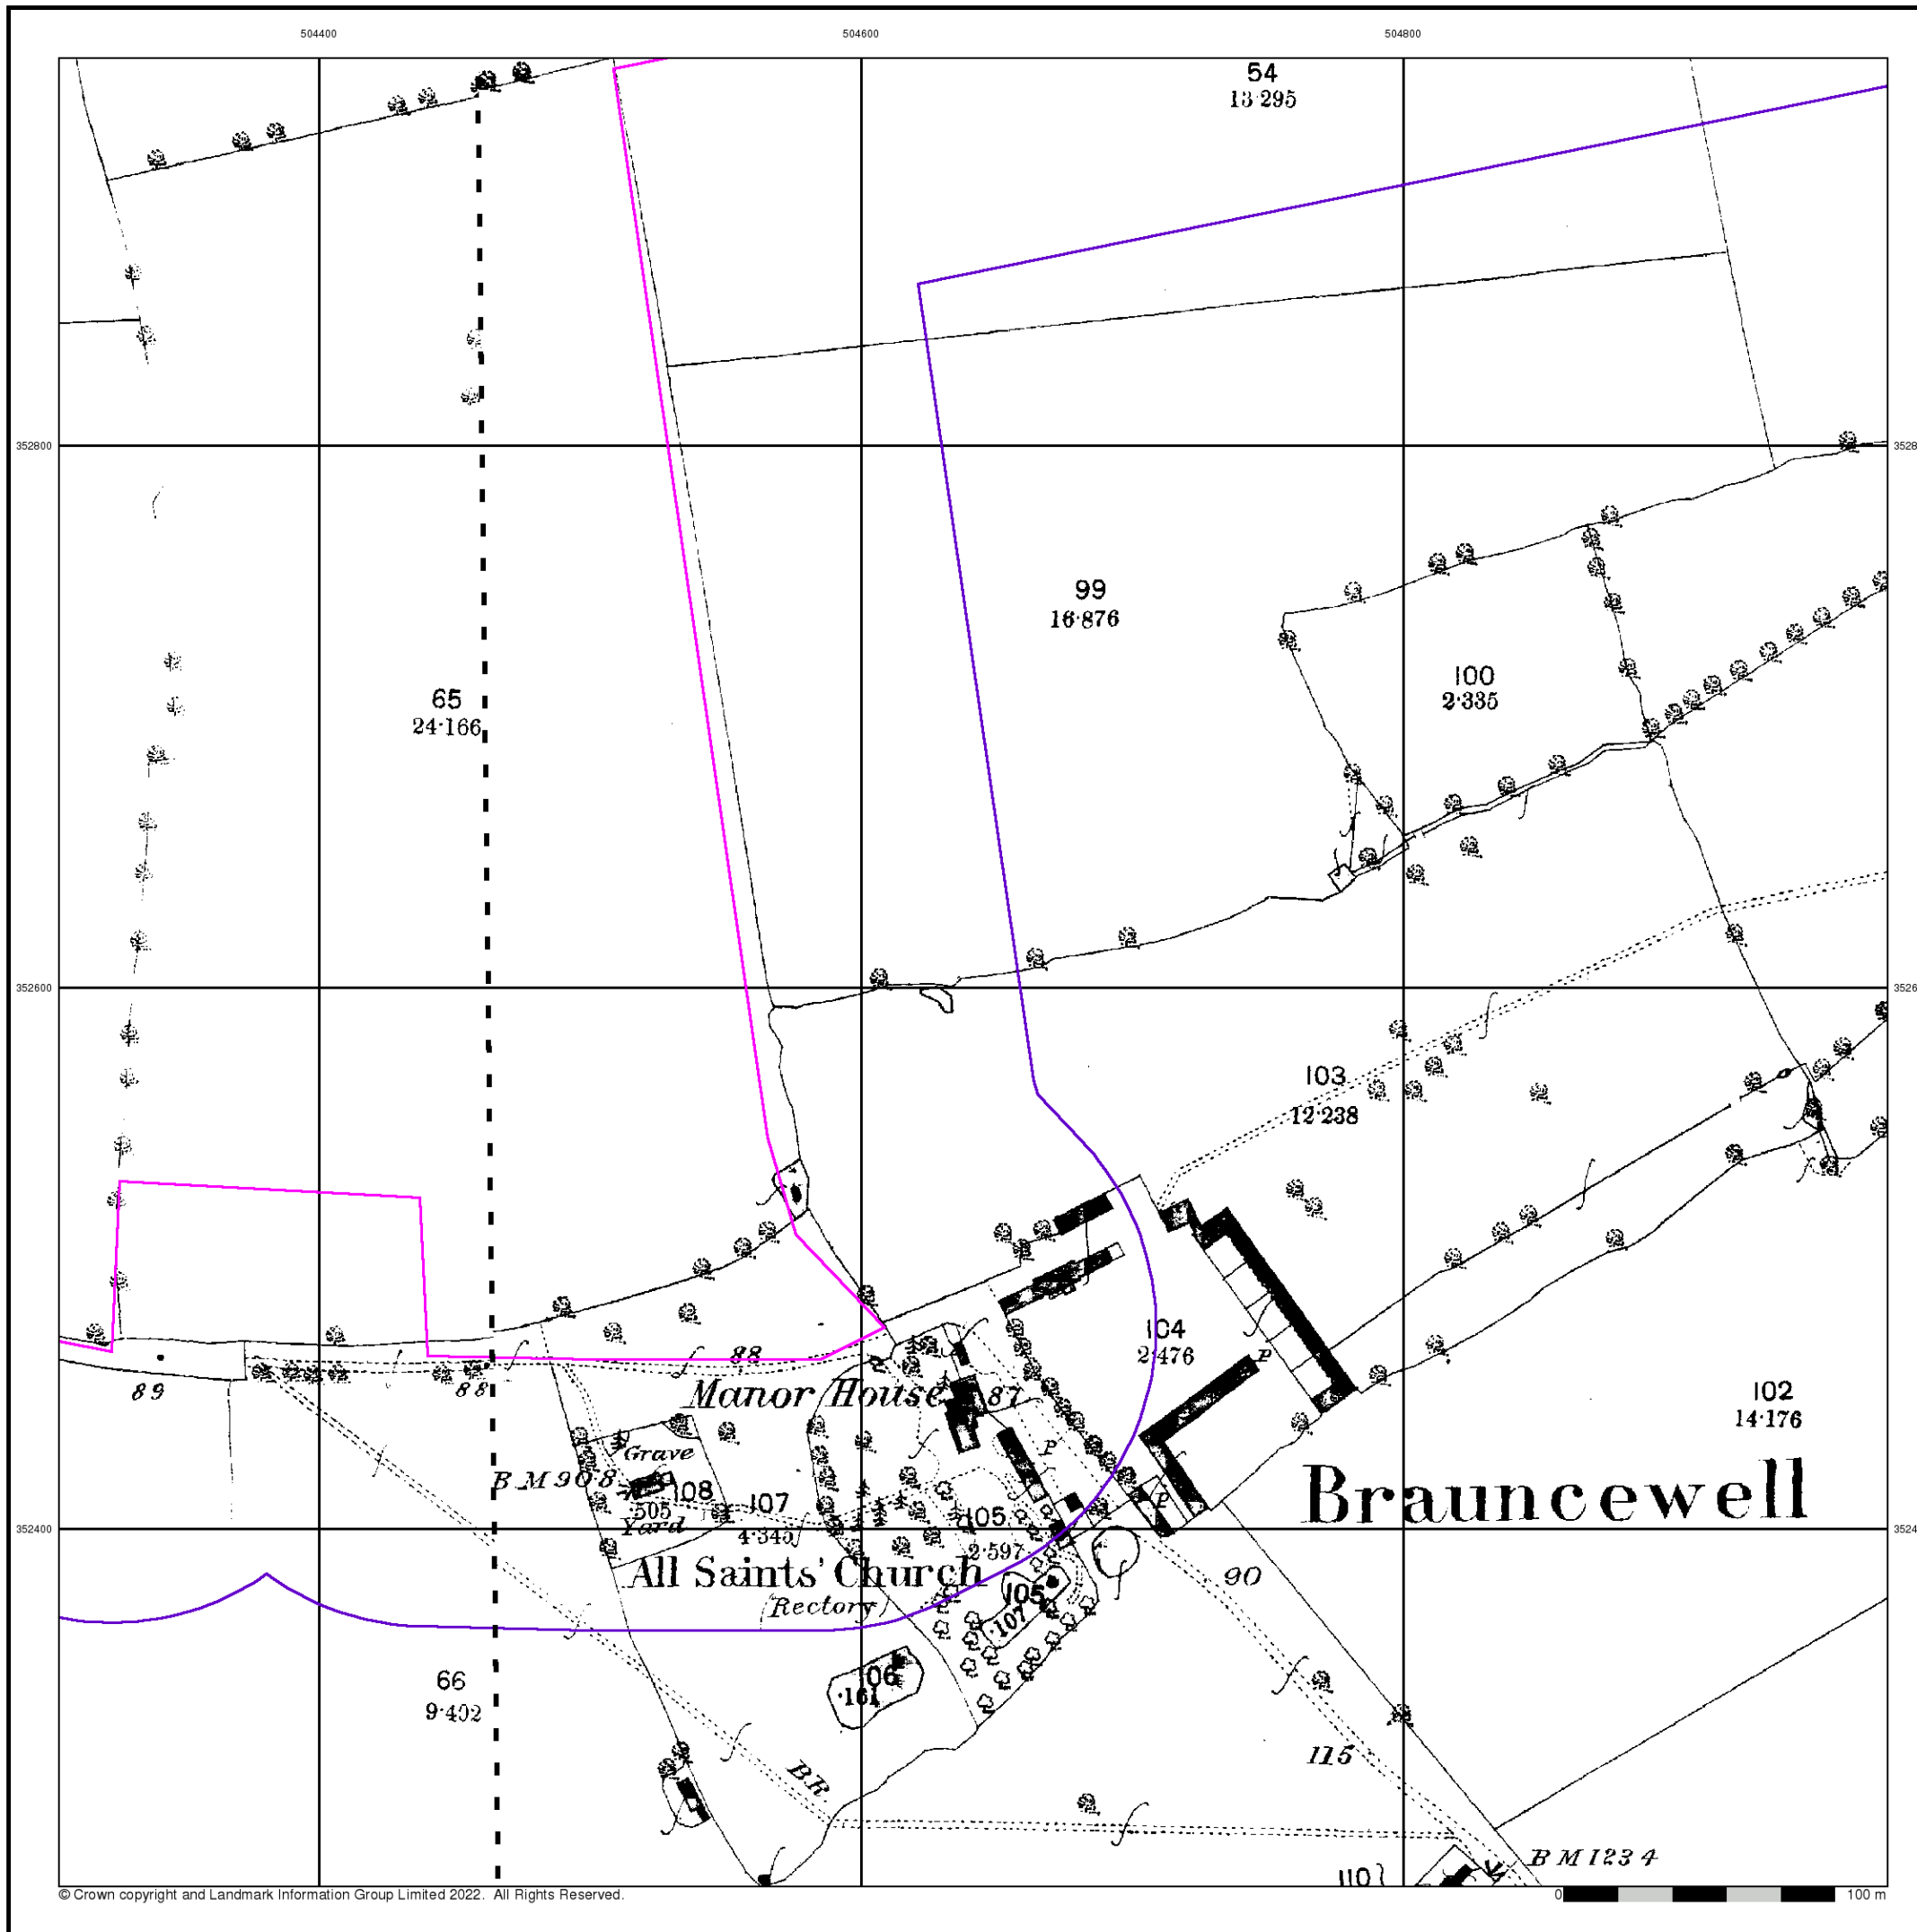 504400 504600 504800
54
13·295
352800 3528
99
16·876
100
2·335
65
24·166
352600 3526
103
12·238
104
2·476
P
88
89
88
Manor House
87
102
14·176
P
Grave
B M 90·8
108
·505
Yard
107
4·345
105
2·597
P
Brauncewell
352400 3524
All Saints' Church
(Rectory)
105
·107
90
66
9·402
106
·161
115
B.R.
B M 123 4
110
© Crown copyright and Landmark Information Group Limited 2022. All Rights Reserved.
0 100 m